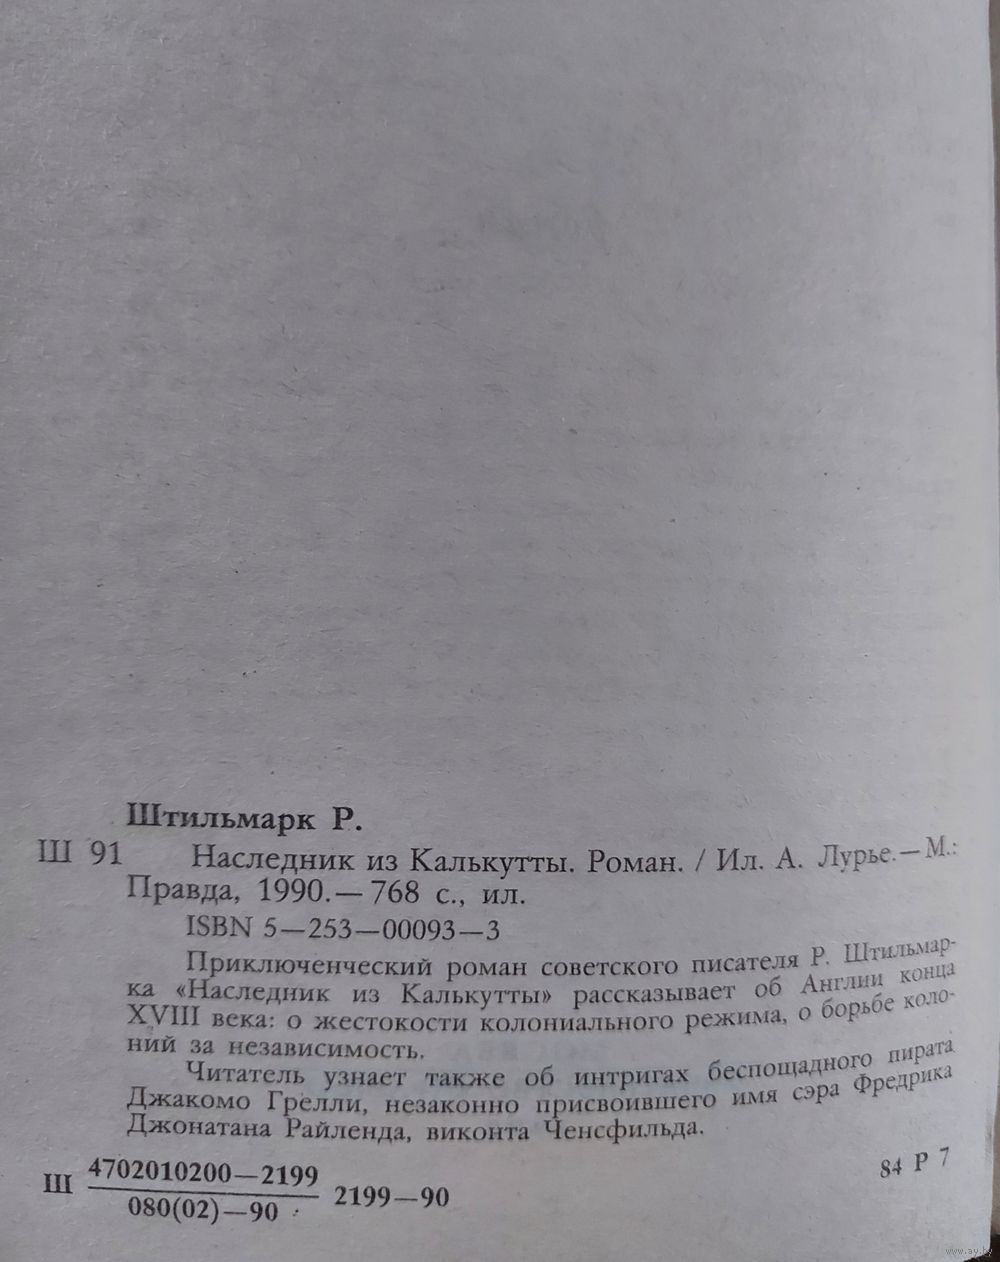 Штильмарк Р.
Ш 91 Наследник из Калькутты. Роман. / Ил. А. Лурье.— М.:
Правда, 1990.— 768 с., ил.
ISBN 5—253—00093—3
Приключенческий роман советского писателя Р. Штильмар-
ка «Наследник из Калькутты» рассказывает об Англии конца
XVIII века: о жестокости колониального режима, о борьбе коло-
ний за независимость.
Читатель узнает также об интригах беспощадного пирата
Джакомо Грелли, незаконно присвоившего имя сэра Фредрика
Джонатана Райленда, виконта Ченсфильда.
Ш 4702010200—2199
080(02)—90 2199—90
84 Р 7
www.ay.by